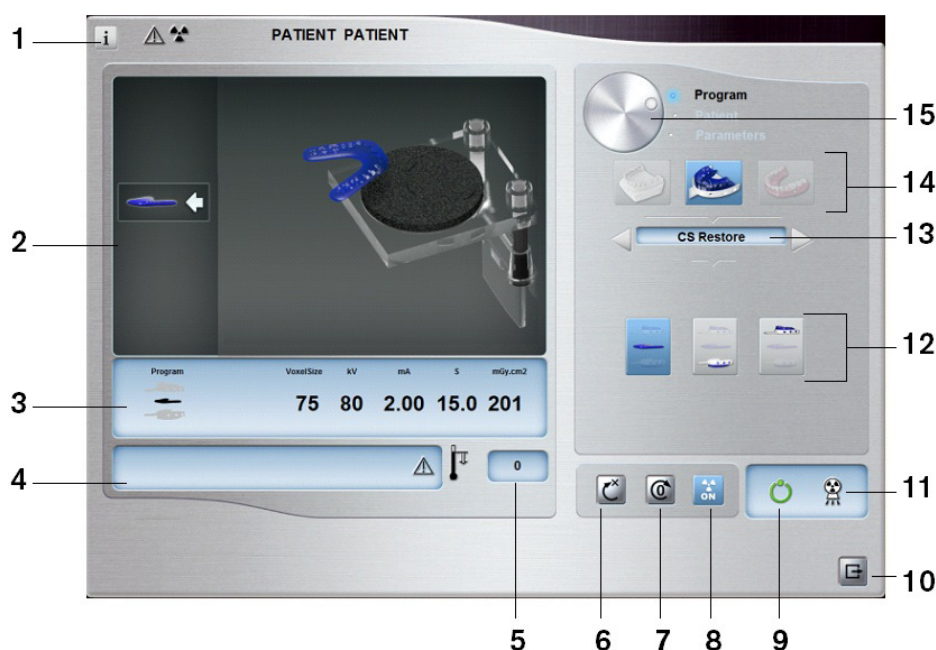 1
i
PATIENT PATIENT
Program
Patient
Parameters
15
14
2
CS Restore
13
12
Program VoxelSize kV mA S mGy.cm2
3
75 80 2.00 15.0 201
4
0
ON
11
10
5 6 7 8 9